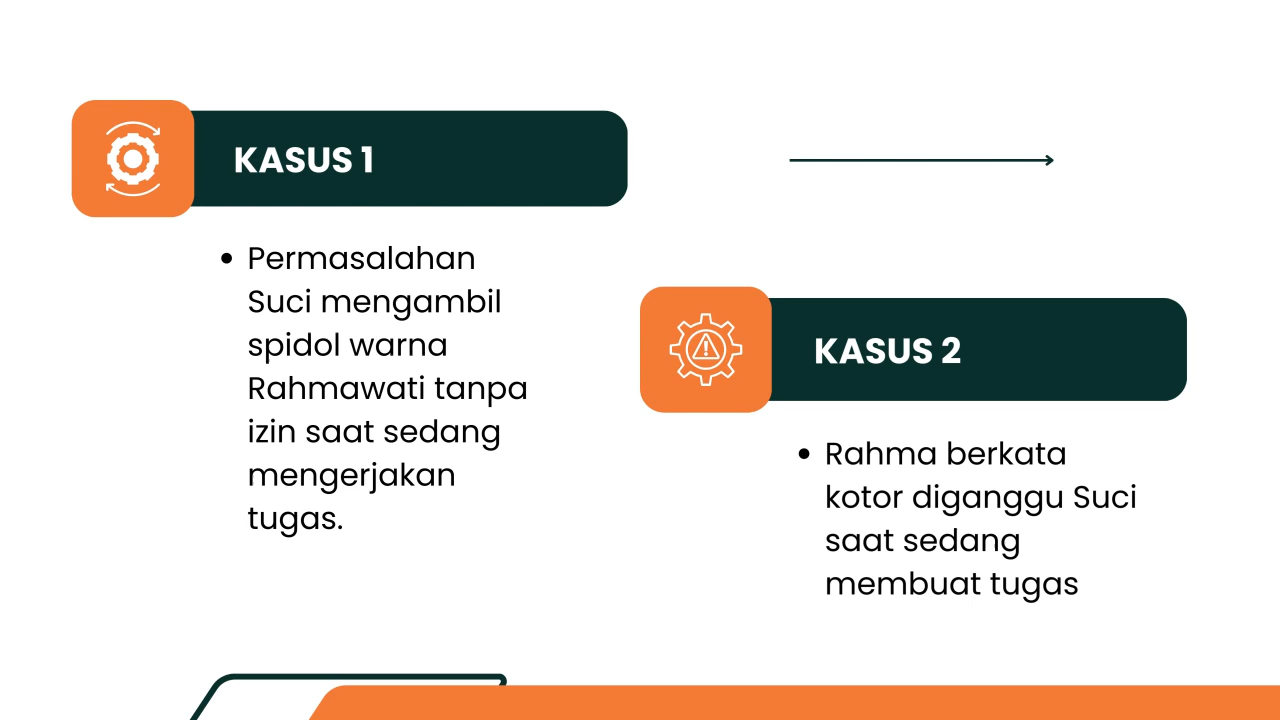 KASUS 1
Permasalahan
Suci mengambil
spidol warna
Rahmawati tanpa
izin saat sedang
mengerjakan
tugas.
KASUS 2
Rahma berkata
kotor diganggu Suci
saat sedang
membuat tugas